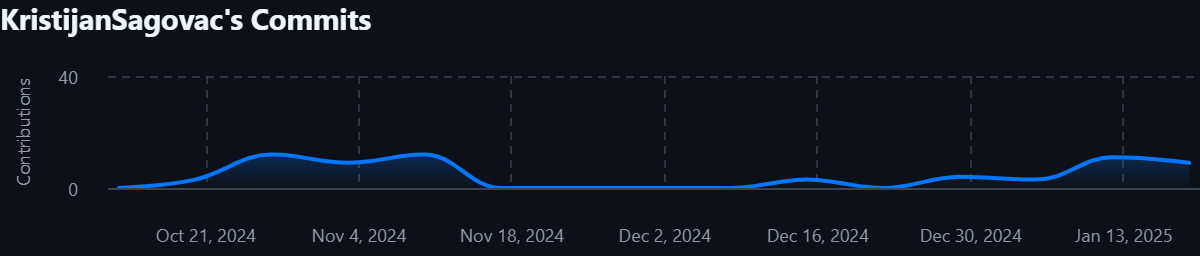 KristijanSagovac's Commits
40
Contributions
0
Oct 21, 2024
Nov 4, 2024
Nov 18, 2024
Dec 2, 2024
Dec 16, 2024
Dec 30, 2024
Jan 13, 2025